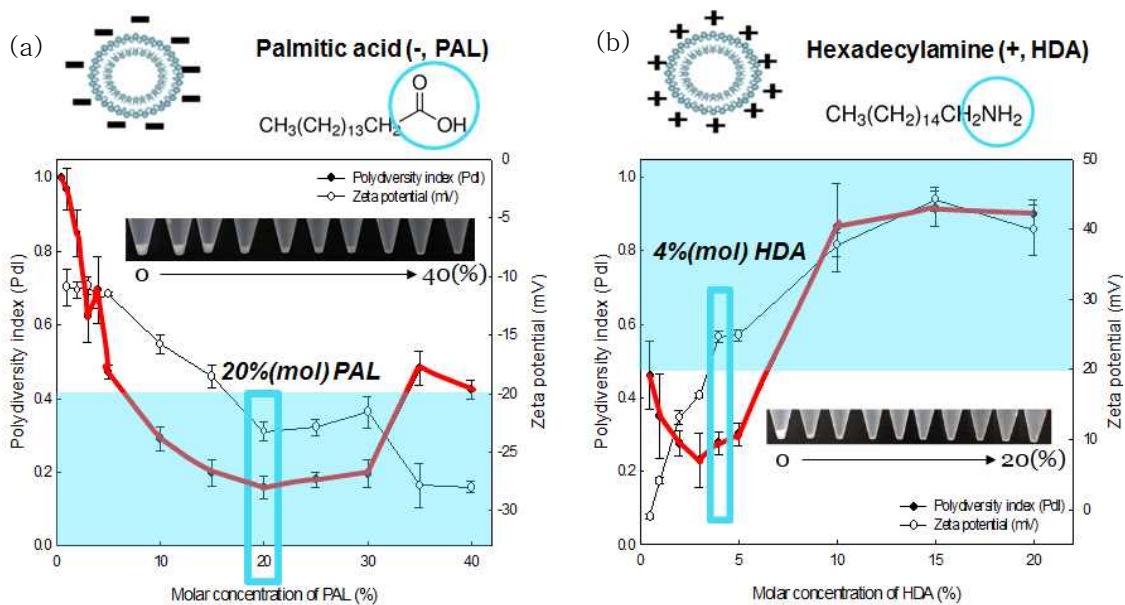 (a)
Palmitic acid (-, PAL)
O
CH3(CH2)13CH2
OH
Polydiversity index (PdI)
Zeta potential (mV)
0
40(%)
20%(mol) PAL
1.0
0.8
0.6
0.4
0.2
0.0
Polydiversity index (PdI)
0
-5
-10
-15
-20
-25
-30
Zeta potential (mV)
0 10 20 30 40
Molar concentration of PAL (%)
(b)
Hexadecylamine (+, HDA)
CH3(CH2)14CH2NH2
4%(mol) HDA
0
20(%)
Polydiversity index (PdI)
Zeta potential (mV)
1.0
0.8
0.6
0.4
0.2
0.0
Polydiversity index (PdI)
50
40
30
20
10
0
Zeta potential (mV)
0 5 10 15 20
Molar concentration of HDA (%)